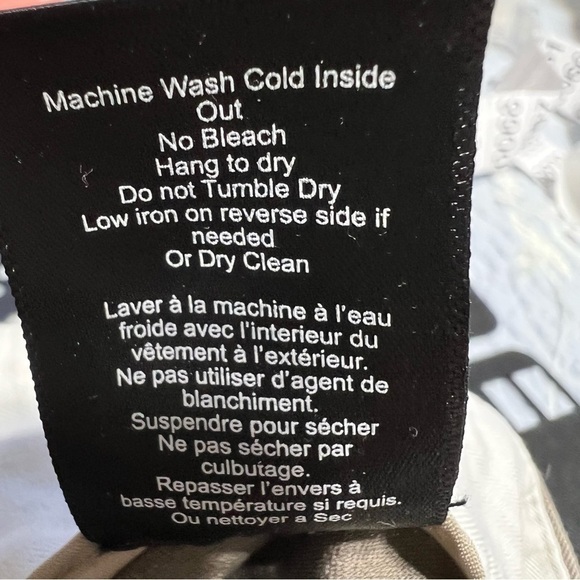 Machine Wash Cold Inside
Out
No Bleach
Hang to dry
Do not Tumble Dry
Low iron on reverse side if
needed
Or Dry Clean
Laver à la machine à l'eau
froide avec l'interieur du
vêtement à l'extérieur.
Ne pas utiliser d'agent de
blanchiment.
Suspendre pour sécher
Ne pas sécher par
culbutage.
Repasser l'envers à
basse température si requis.
Ou nettoyer a Sec